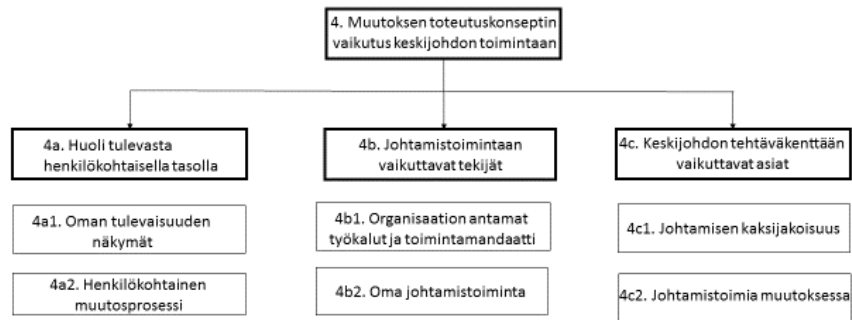 4. Muutoksen toteutuskonseptin
vaikutus keskijohdon toimintaan
4a. Huoli tulevasta
henkilökohtaisella tasolla
4b. Johtamistoimintaan
vaikuttavat tekijät
4c. Keskijohdon tehtäväkenttään
vaikuttavat asiat
4a1. Oman tulevaisuuden
näkymät
4b1. Organisaation antamat
työkalut ja toimintamandaatti
4c1. Johtamisen kaksijakoisuus
4a2. Henkilökohtainen
muutosprosessi
4b2. Oma johtamistoiminta
4c2. Johtamistoimia muutoksessa